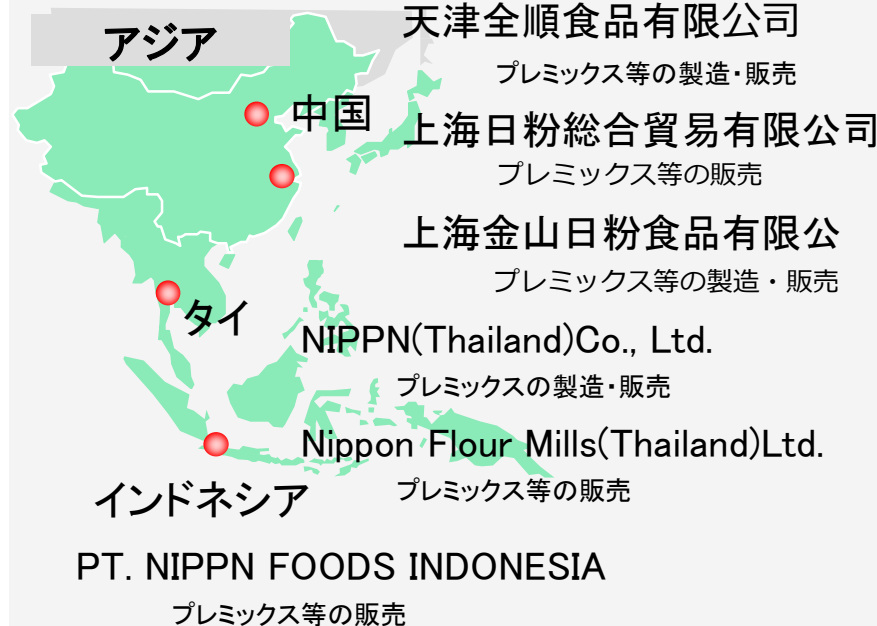 アジア
天津全順食品有限公司
プレミックス等の製造・販売
中国
上海日粉総合貿易有限公司
プレミックス等の販売
上海金山日粉食品有限公
プレミックス等の製造・販売
タイ
NIPPN(Thailand)Co., Ltd.
プレミックスの製造・販売
Nippon Flour Mills(Thailand)Ltd.
プレミックス等の販売
インドネシア
PT. NIPPN FOODS INDONESIA
プレミックス等の販売